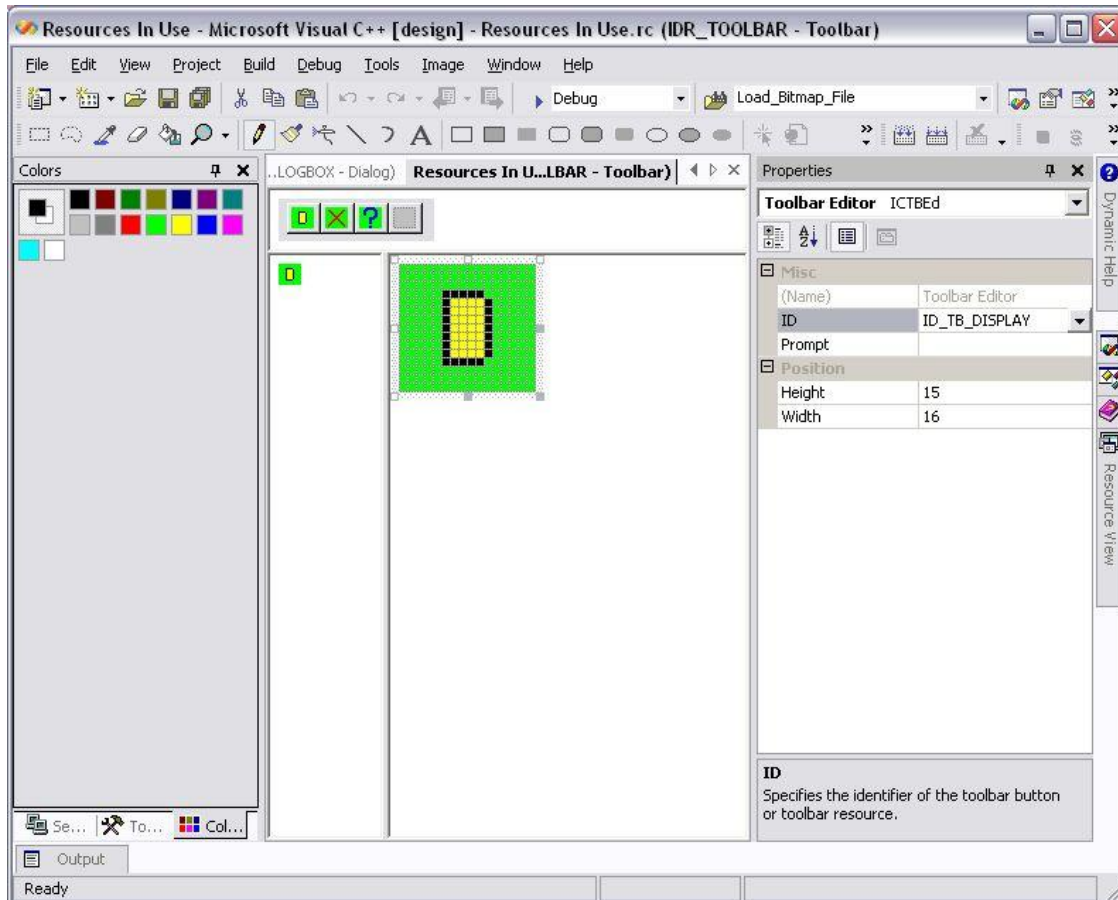 Resources In Use - Microsoft Visual C++ [design] - Resources In Use.rc (IDR_TOOLBAR - Toolbar)
File Edit View Project Build Debug Tools Image Window Help
Debug Load_Bitmap_File
A
Colors
..LOGBOX - Dialog) Resources In U...LBAR - Toolbar)
Properties
Toolbar Editor ICTBEd
Misc
(Name) Toolbar Editor
ID ID_TB_DISPLAY
Prompt
Position
Height 15
Width 16
D ?
D
D
ID
Specifies the identifier of the toolbar button
or toolbar resource.
Dynamic Help
Resource View
Se... To... Col...
Output
Ready